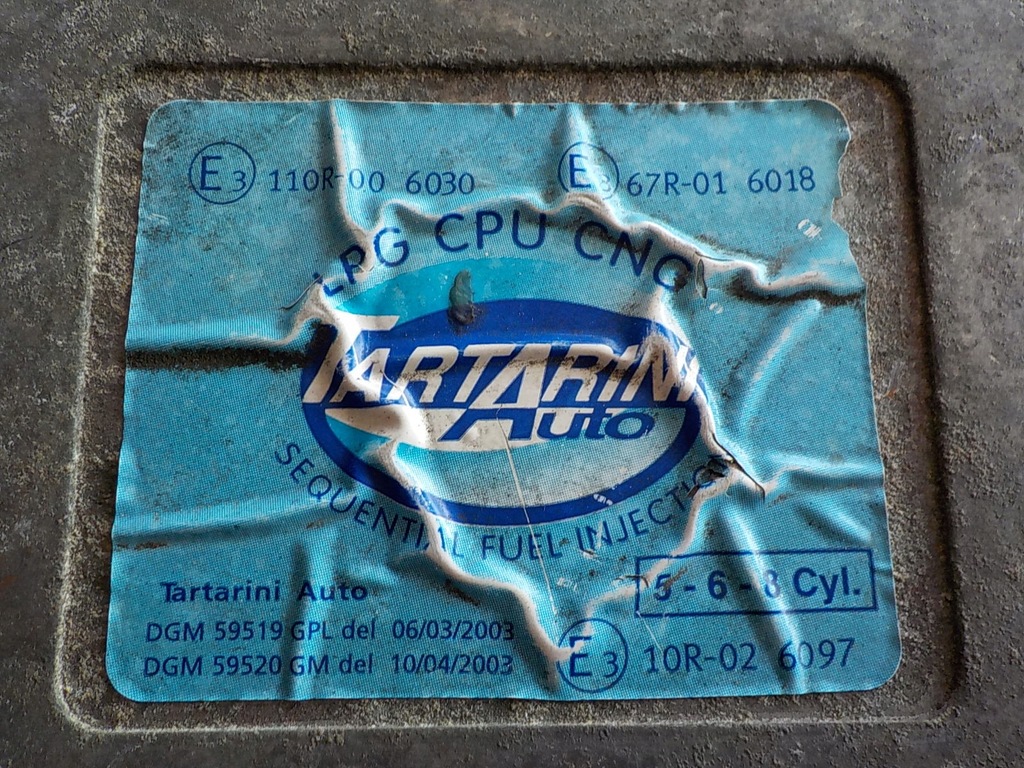 E3 110R-00 6030
E3 67R-01 6018
LPG CPU CNG
TARTARINI
Auto
SEQUENTIAL FUEL INJECTION
5 - 6 - 8 Cyl.
Tartarini Auto
DGM 59519 GPL del 06/03/2003
DGM 59520 GM del 10/04/2003
E3 10R-02 6097